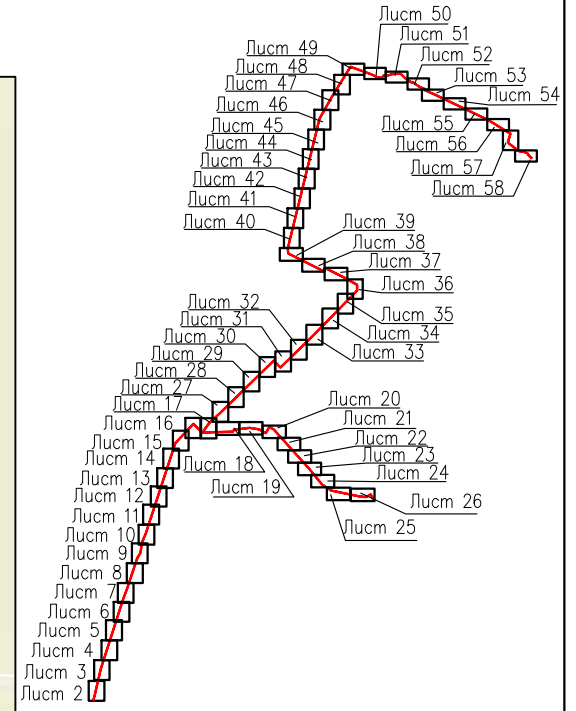 Лист 50
Лист 51
Лист 49
Лист 52
Лист 48
Лист 53
Лист 47
Лист 54
Лист 46
Лист 55
Лист 45
Лист 56
Лист 44
Лист 43
Лист 57
Лист 42
Лист 58
Лист 41
Лист 40
Лист 39
Лист 38
Лист 37
Лист 36
Лист 32
Лист 35
Лист 31
Лист 34
Лист 30
Лист 33
Лист 29
Лист 28
Лист 27
Лист 20
Лист 17
Лист 21
Лист 16
Лист 22
Лист 15
Лист 23
Лист 14
Лист 18
Лист 24
Лист 13
Лист 19
Лист 12
Лист 26
Лист 11
Лист 25
Лист 10
Лист 9
Лист 8
Лист 7
Лист 6
Лист 5
Лист 4
Лист 3
Лист 2